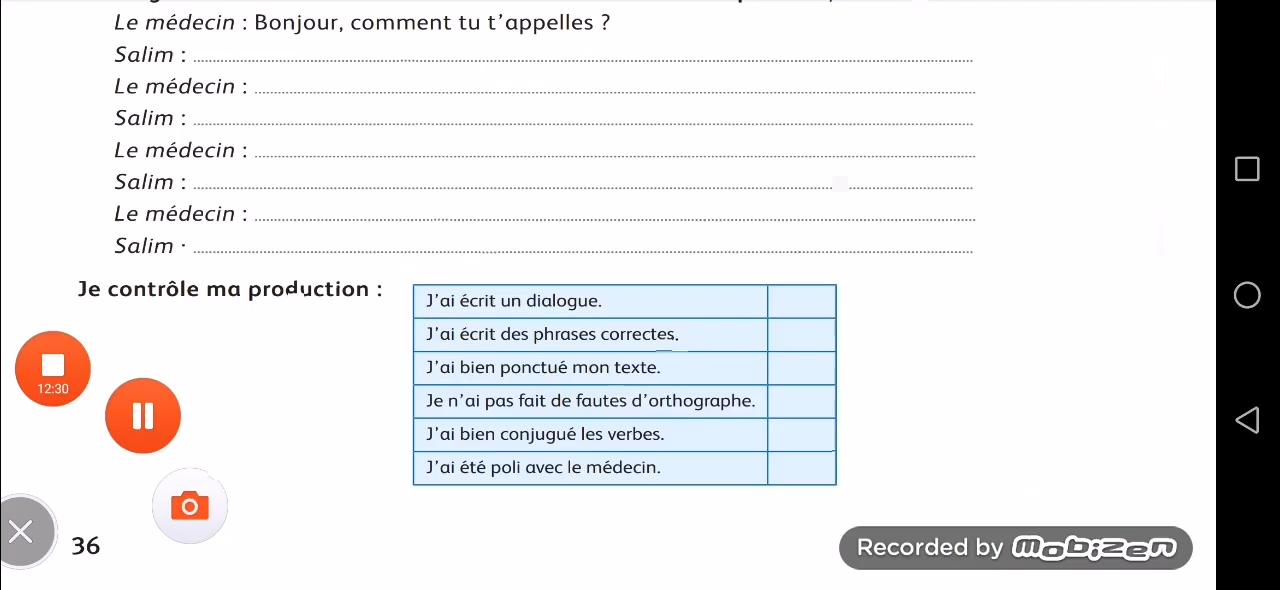 Le médecin : Bonjour, comment tu t'appelles ?
Salim :
Le médecin :
Salim :
Le médecin :
Salim :
Le médecin :
Salim :
Je contrôle ma production :
J'ai écrit un dialogue.
J'ai écrit des phrases correctes.
J'ai bien ponctué mon texte.
Je n'ai pas fait de fautes d'orthographe.
J'ai bien conjugué les verbes.
J'ai été poli avec le médecin.
12:30
36
Recorded by Mobizen